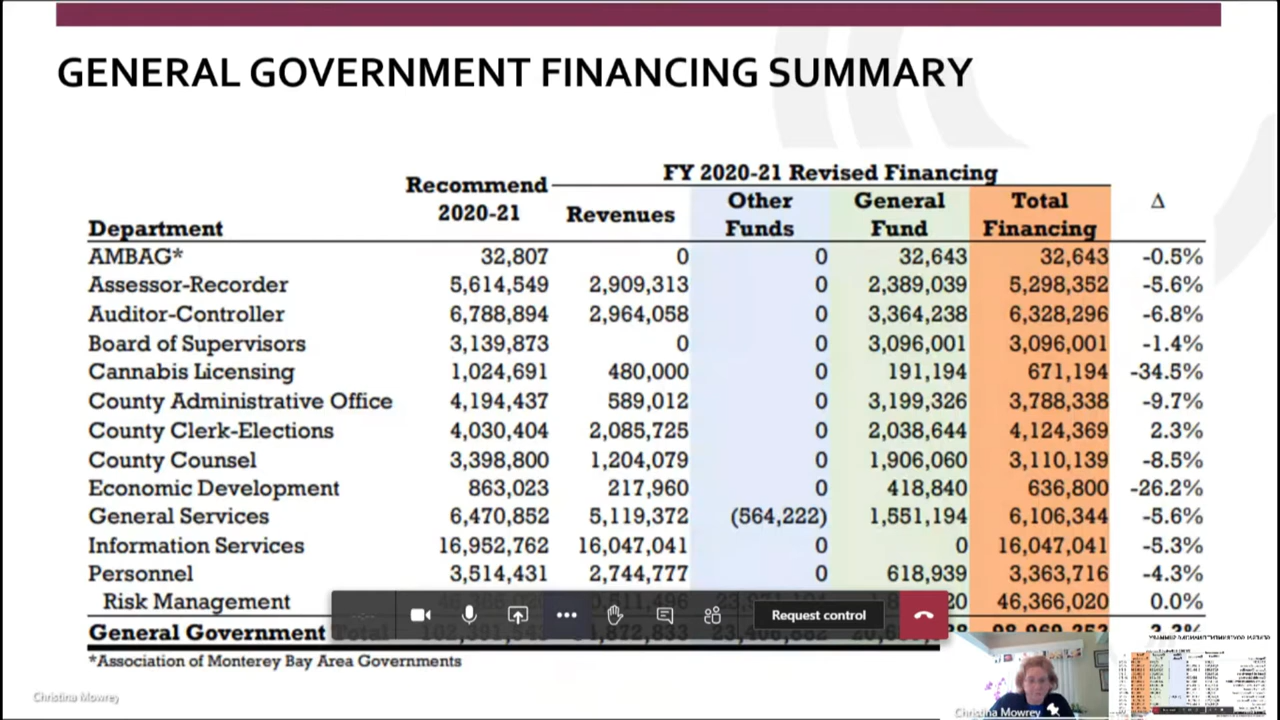 GENERAL GOVERNMENT FINANCING SUMMARY
FY 2020-21 Revised Financing
Department Recommend 2020-21 Revenues Other Funds General Fund Total Financing Δ
AMBAG* 32,807 0 0 32,643 32,643 -0.5%
Assessor-Recorder 5,614,549 2,909,313 0 2,389,039 5,298,352 -5.6%
Auditor-Controller 6,788,894 2,964,058 0 3,364,238 6,328,296 -6.8%
Board of Supervisors 3,139,873 0 0 3,096,001 3,096,001 -1.4%
Cannabis Licensing 1,024,691 480,000 0 191,194 671,194 -34.5%
County Administrative Office 4,194,437 589,012 0 3,199,326 3,788,338 -9.7%
County Clerk-Elections 4,030,404 2,085,725 0 2,038,644 4,124,369 2.3%
County Counsel 3,398,800 1,204,079 0 1,906,060 3,110,139 -8.5%
Economic Development 863,023 217,960 0 418,840 636,800 -26.2%
General Services 6,470,852 5,119,372 (564,222) 1,551,194 6,106,344 -5.6%
Information Services 16,952,762 16,047,041 0 0 16,047,041 -5.3%
Personnel 3,514,431 2,744,777 0 618,939 3,363,716 -4.3%
Risk Management 46,366,020 0.0%
Request control
General Government Total
*Association of Monterey Bay Area Governments
Christina Mowrey
Christina Mowrey